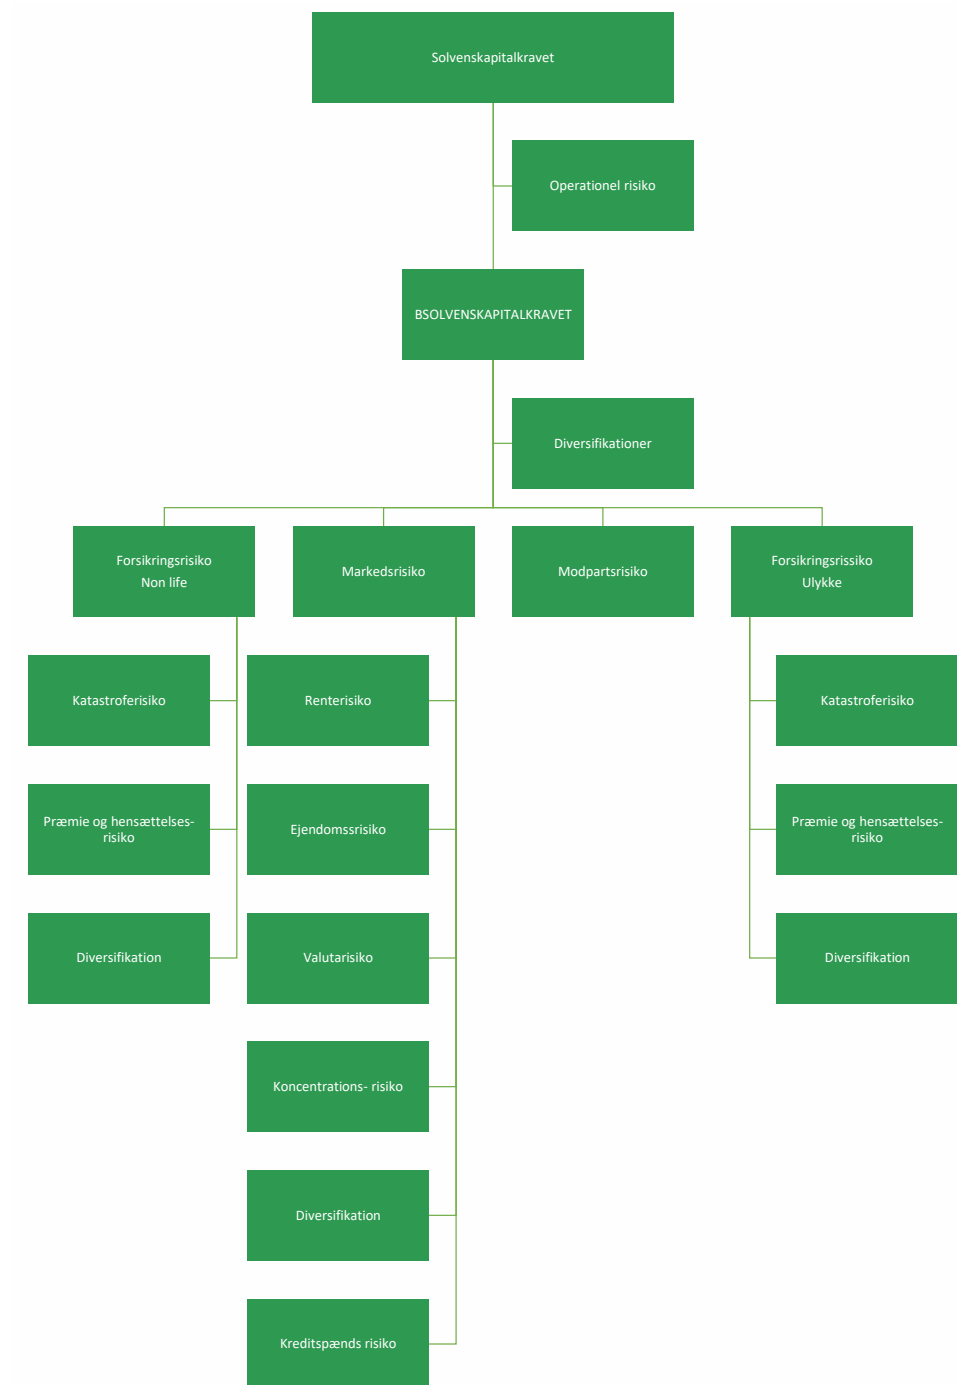 Solvenskapitalkravet
Operationel risiko
BSOLVENSKAPITALKRAVET
Diversifikationer
Forsikringsrisiko
Non life
Markedsrisiko
Modpartsrisiko
Forsikringsrissiko
Ulykke
Katastroferisiko
Renterisiko
Katastroferisiko
Præmie og hensættelses-
risiko
Ejendomssrisiko
Præmie og hensættelses-
risiko
Diversifikation
Valutarisiko
Diversifikation
Koncentrations- risiko
Diversifikation
Kreditspænds risiko